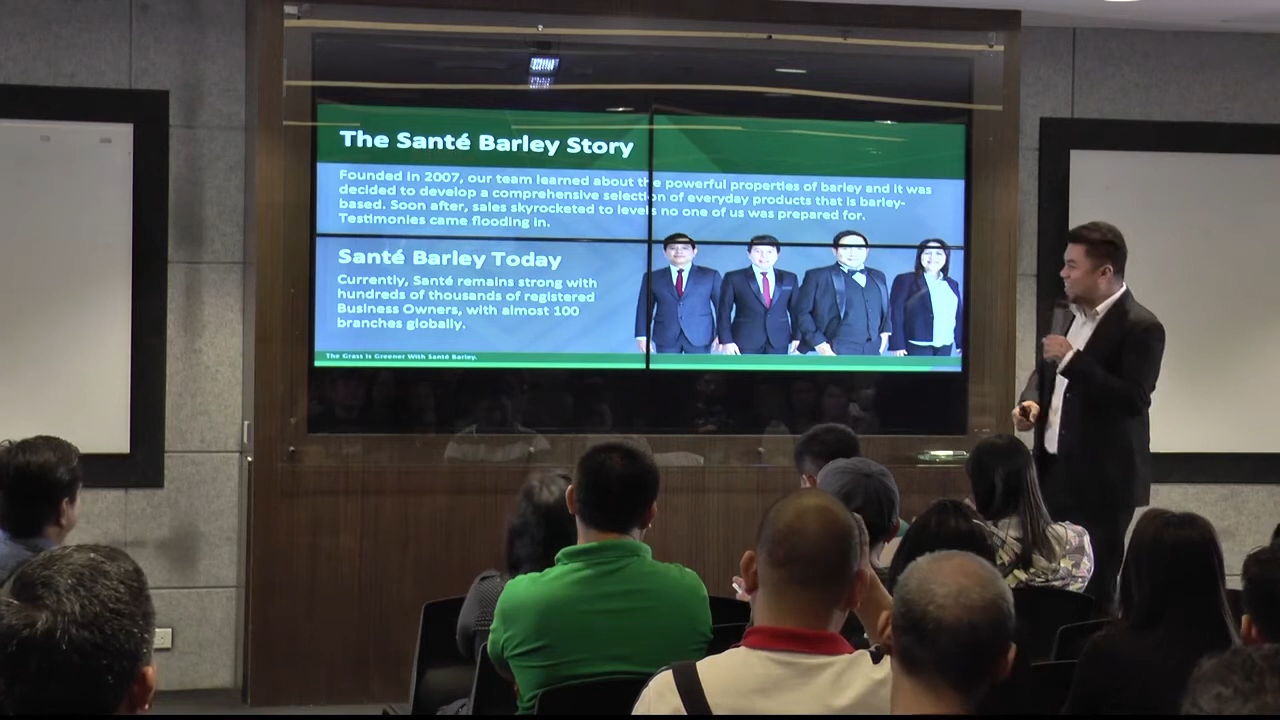 The Santé Barley Story
Founded in 2007, our team learned about the powerful properties of barley and it was
decided to develop a comprehensive selection of everyday products that is barley-
based. Soon after, sales skyrocketed to levels no one of us was prepared for.
Testimonies came flooding in.
Santé Barley Today
Currently, Santé remains strong with
hundreds of thousands of registered
Business Owners, with almost 100
branches globally.
The Grass Is Greener With Santé Barley.